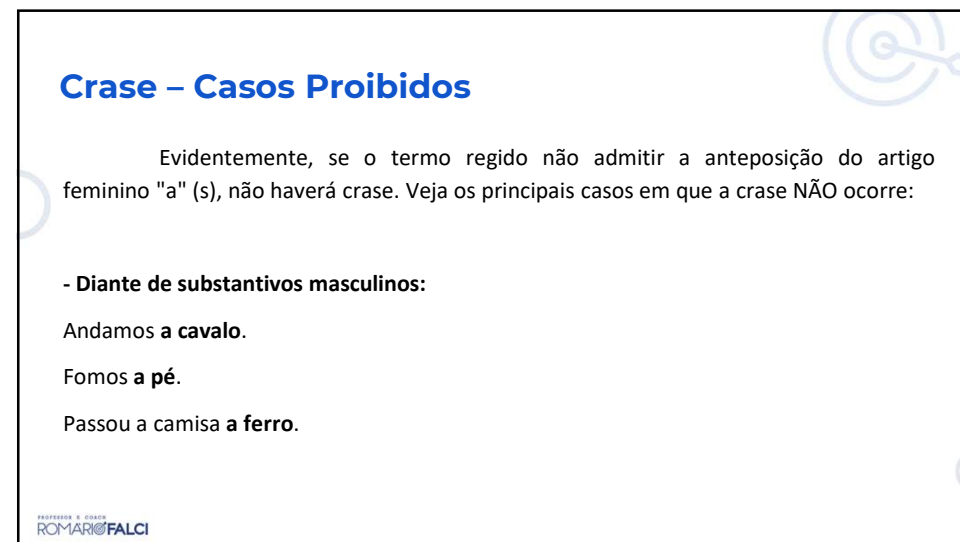 Crase – Casos Proibidos
Evidentemente, se o termo regido não admitir a anteposição do artigo
feminino "a" (s), não haverá crase. Veja os principais casos em que a crase NÃO ocorre:
- Diante de substantivos masculinos:
Andamos a cavalo.
Fomos a pé.
Passou a camisa a ferro.
PROFESSOR E COACH
ROMÁRIO FALCI